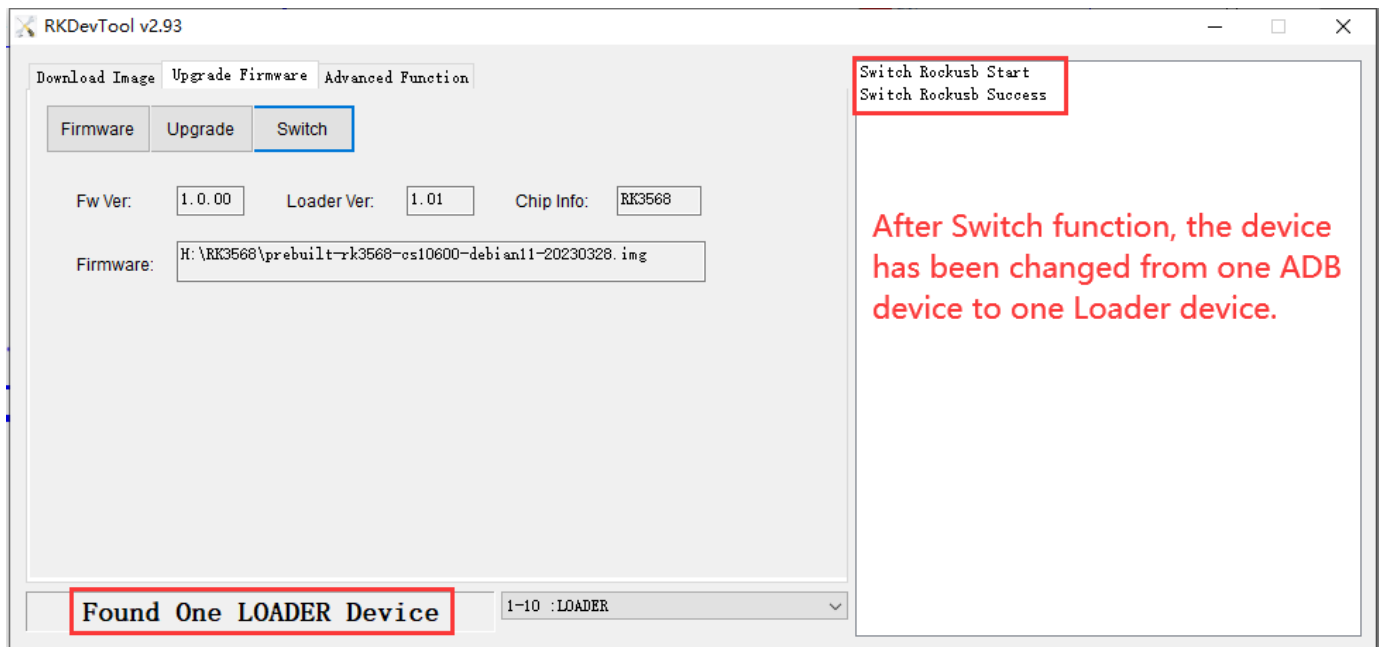 RKDevTool v2.93
Download Image Upgrade Firmware Advanced Function
Firmware Upgrade Switch
Fw Ver: 1.0.00 Loader Ver: 1.01 Chip Info: RK3568
Firmware: H:\RK3568\prebuilt-rk3568-cs10600-debian11-20230328.img
Found One LOADER Device
1-10 :LOADER
Switch Rockusb Start
Switch Rockusb Success
After Switch function, the device
has been changed from one ADB
device to one Loader device.